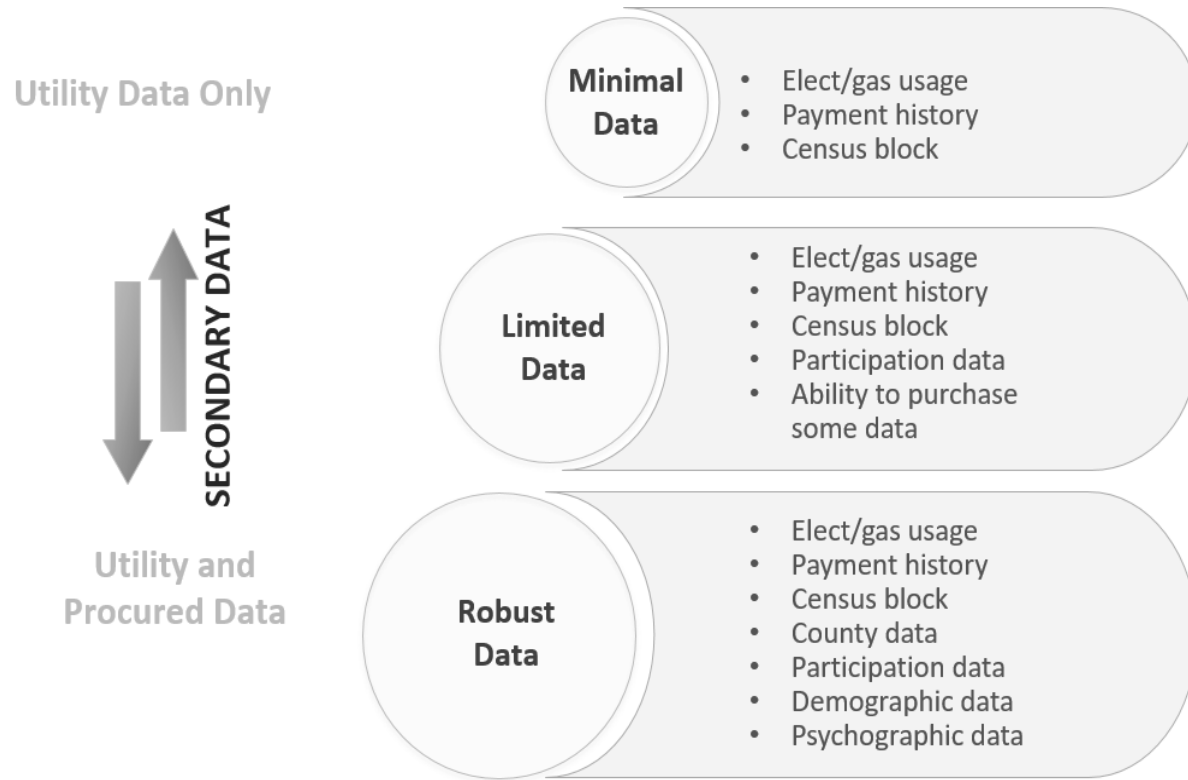 Utility Data Only
Minimal
Data
• Elect/gas usage
• Payment history
• Census block
SECONDARY DATA
Limited
Data
• Elect/gas usage
• Payment history
• Census block
• Participation data
• Ability to purchase
some data
Utility and
Procured Data
Robust
Data
• Elect/gas usage
• Payment history
• Census block
• County data
• Participation data
• Demographic data
• Psychographic data